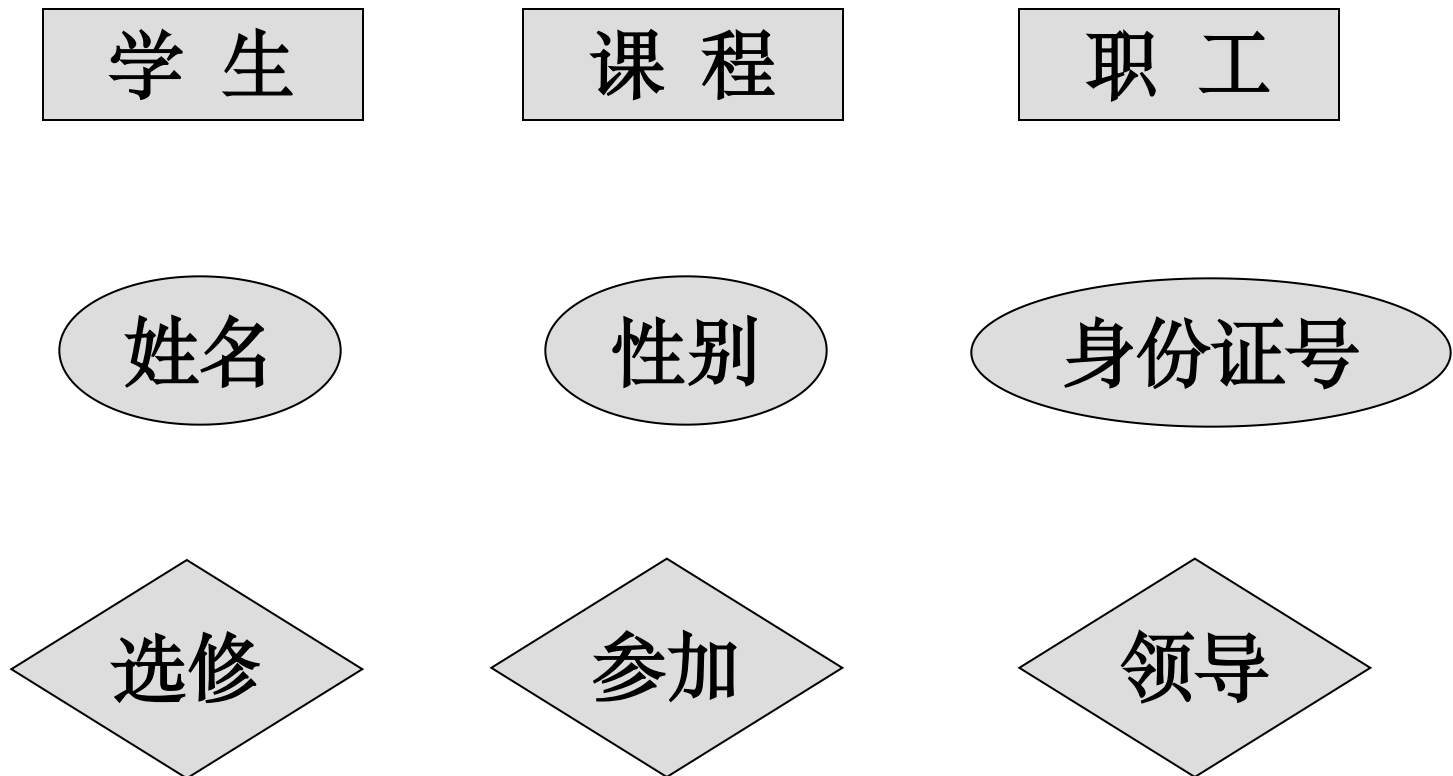 学 生 课 程 职 工
姓名 性别 身份证号
选修 参加 领导